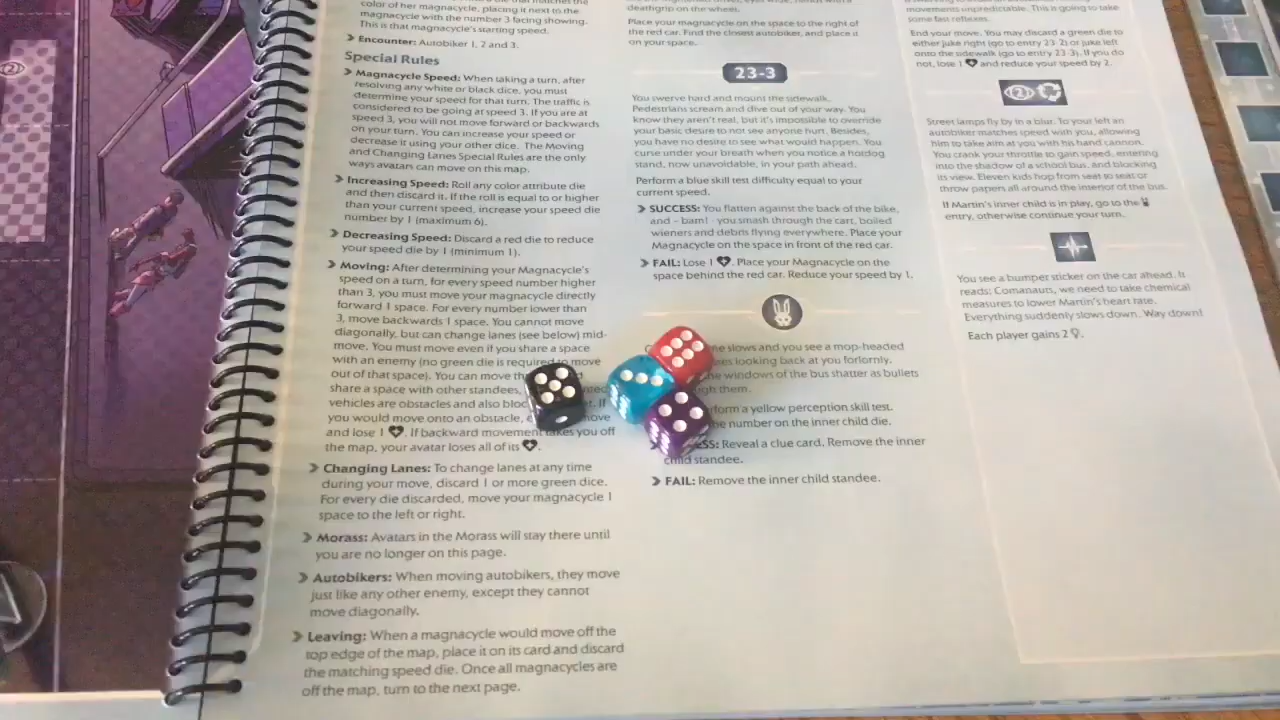 color of her magnacycle, placing it next to the
magnacycle with the number 3 facing showing.
This is that magnacycle's starting speed.
Encounter: Autobiker 1, 2 and 3.
Special Rules
Magnacycle Speed: When taking a turn, after
resolving any white or black dice, you must
determine your speed for that turn. The traffic is
considered to be going at speed 3. If you are at
speed 3, you will not move forward or backwards
on your turn. You can increase your speed or
decrease it using your other dice. The Moving
and Changing Lanes Special Rules are the only
ways avatars can move on this map.
Increasing Speed: Roll any color attribute die
and then discard it. If the roll is equal to or higher
than your current speed, increase your speed die
number by 1 (maximum 6).
Decreasing Speed: Discard a red die to reduce
your speed die by 1 (minimum 1).
Moving: After determining your Magnacycle's
speed on a turn, for every speed number higher
than 3, you must move your magnacycle directly
forward 1 space. For every number lower than
3, move backwards 1 space. You cannot move
diagonally, but can change lanes (see below) mid-
move. You must move even if you share a space
with an enemy (no green die is required to move
out of that space). You can move
share a space with other standees,
vehicles are obstacles and also If
you would move onto an obstacle, move
and lose 1. If backward movement takes you off
the map, your avatar loses all of its.
Changing Lanes: To change lanes at any time
during your move, discard 1 or more green dice.
For every die discarded, move your magnacycle 1
space to the left or right.
Morass: Avatars in the Morass will stay there until
you are no longer on this page.
Autobikers: When moving autobikers, they move
just like any other enemy, except they cannot
move diagonally.
Leaving: When a magnacycle would move off the
top edge of the map, place it on its card and discard
the matching speed die. Once all magnacycles are
off the map, turn to the next page.
deathgrip on the wheel.
Place your magnacycle on the space to the right of
the red car. Find the closest autobiker, and place it
on your space.
23-3
You swerve hard and mount the sidewalk.
Pedestrians scream and dive out of your way. You
know they aren't real, but it's impossible to override
your basic desire to not see anyone hurt. Besides,
you have no desire to see what would happen. You
curse under your breath when you notice a hotdog
stand, now unavoidable, in your path ahead.
Perform a blue skill test difficulty equal to your
current speed.
SUCCESS: You flatten against the back of the bike,
and - bam! - you smash through the cart, boiled
wieners and debris flying everywhere. Place your
Magnacycle on the space in front of the red car.
FAIL: Lose 1. Place your Magnacycle on the
space behind the red car. Reduce your speed by 1.
slows and you see a mop-headed
looking back at you forlornly.
windows of the bus shatter as bullets
them.
a yellow perception skill test.
number on the inner child die.
Reveal a clue card. Remove the inner
child standee.
FAIL: Remove the inner child standee.
movements unpredictable. This is going to take
some fast reflexes.
End your move. You may discard a green die to
either juke right (go to entry 23-2) or juke left
onto the sidewalk (go to entry 23-3). If you do
not, lose 1 and reduce your speed by 2.
2
Street lamps fly by in a blur. To your left an
autobiker matches speed with you, allowing
him to take aim at you with his hand cannon.
You crank your throttle to gain speed, entering
into the shadow of a school bus, and blocking
its view. Eleven kids hop from seat to seat or
throw papers all around the interior of the bus.
If Martin's inner child is in play, go to the
entry, otherwise continue your turn.
You see a bumper sticker on the car ahead. It
reads: Comanauts, we need to take chemical
measures to lower Martin's heart rate.
Everything suddenly slows down. Way down!
Each player gains 2.